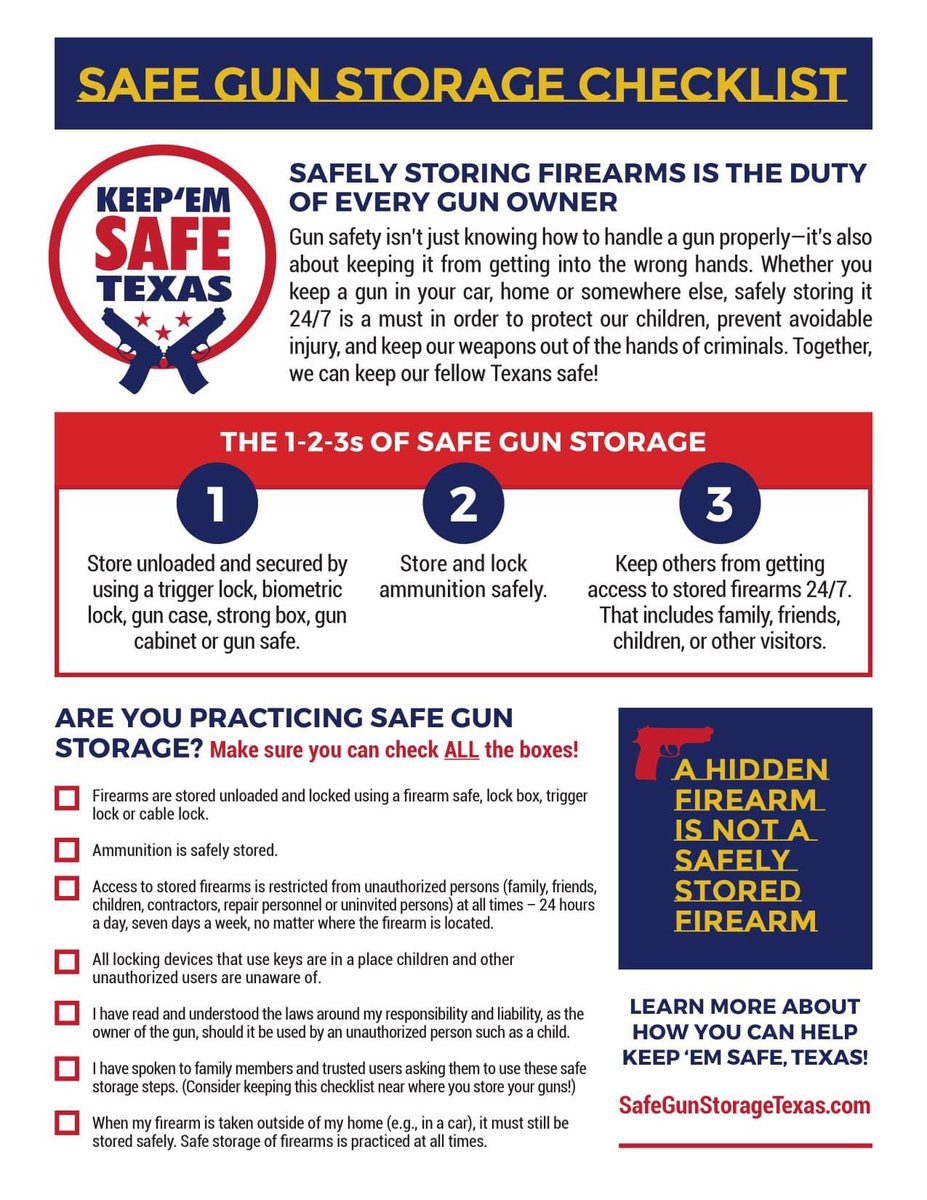 SAFE GUN STORAGE CHECKLIST
KEEP‘EM
SAFE
TEXAS
SAFELY STORING FIREARMS IS THE DUTY
OF EVERY GUN OWNER
Gun safety isn’t just knowing how to handle a gun properly—it’s also
about keeping it from getting into the wrong hands. Whether you
keep a gun in your car, home or somewhere else, safely storing it
24/7 is a must in order to protect our children, prevent avoidable
injury, and keep our weapons out of the hands of criminals. Together,
we can keep our fellow Texans safe!
THE 1-2-3s OF SAFE GUN STORAGE
1
Store unloaded and secured by
using a trigger lock, biometric
lock, gun case, strong box, gun
cabinet or gun safe.
2
Store and lock
ammunition safely.
3
Keep others from getting
access to stored firearms 24/7.
That includes family, friends,
children, or other visitors.
ARE YOU PRACTICING SAFE GUN
STORAGE? Make sure you can check ALL the boxes!
Firearms are stored unloaded and locked using a firearm safe, lock box, trigger
lock or cable lock.
Ammunition is safely stored.
Access to stored firearms is restricted from unauthorized persons (family, friends,
children, contractors, repair personnel or uninvited persons) at all times – 24 hours
a day, seven days a week, no matter where the firearm is located.
All locking devices that use keys are in a place children and other
unauthorized users are unaware of.
I have read and understood the laws around my responsibility and liability, as the
owner of the gun, should it be used by an unauthorized person such as a child.
I have spoken to family members and trusted users asking them to use these safe
storage steps. (Consider keeping this checklist near where you store your guns!)
When my firearm is taken outside of my home (e.g., in a car), it must still be
stored safely. Safe storage of firearms is practiced at all times.
A HIDDEN
FIREARM
IS NOT A
SAFELY
STORED
FIREARM
LEARN MORE ABOUT
HOW YOU CAN HELP
KEEP ‘EM SAFE, TEXAS!
SafeGunStorageTexas.com